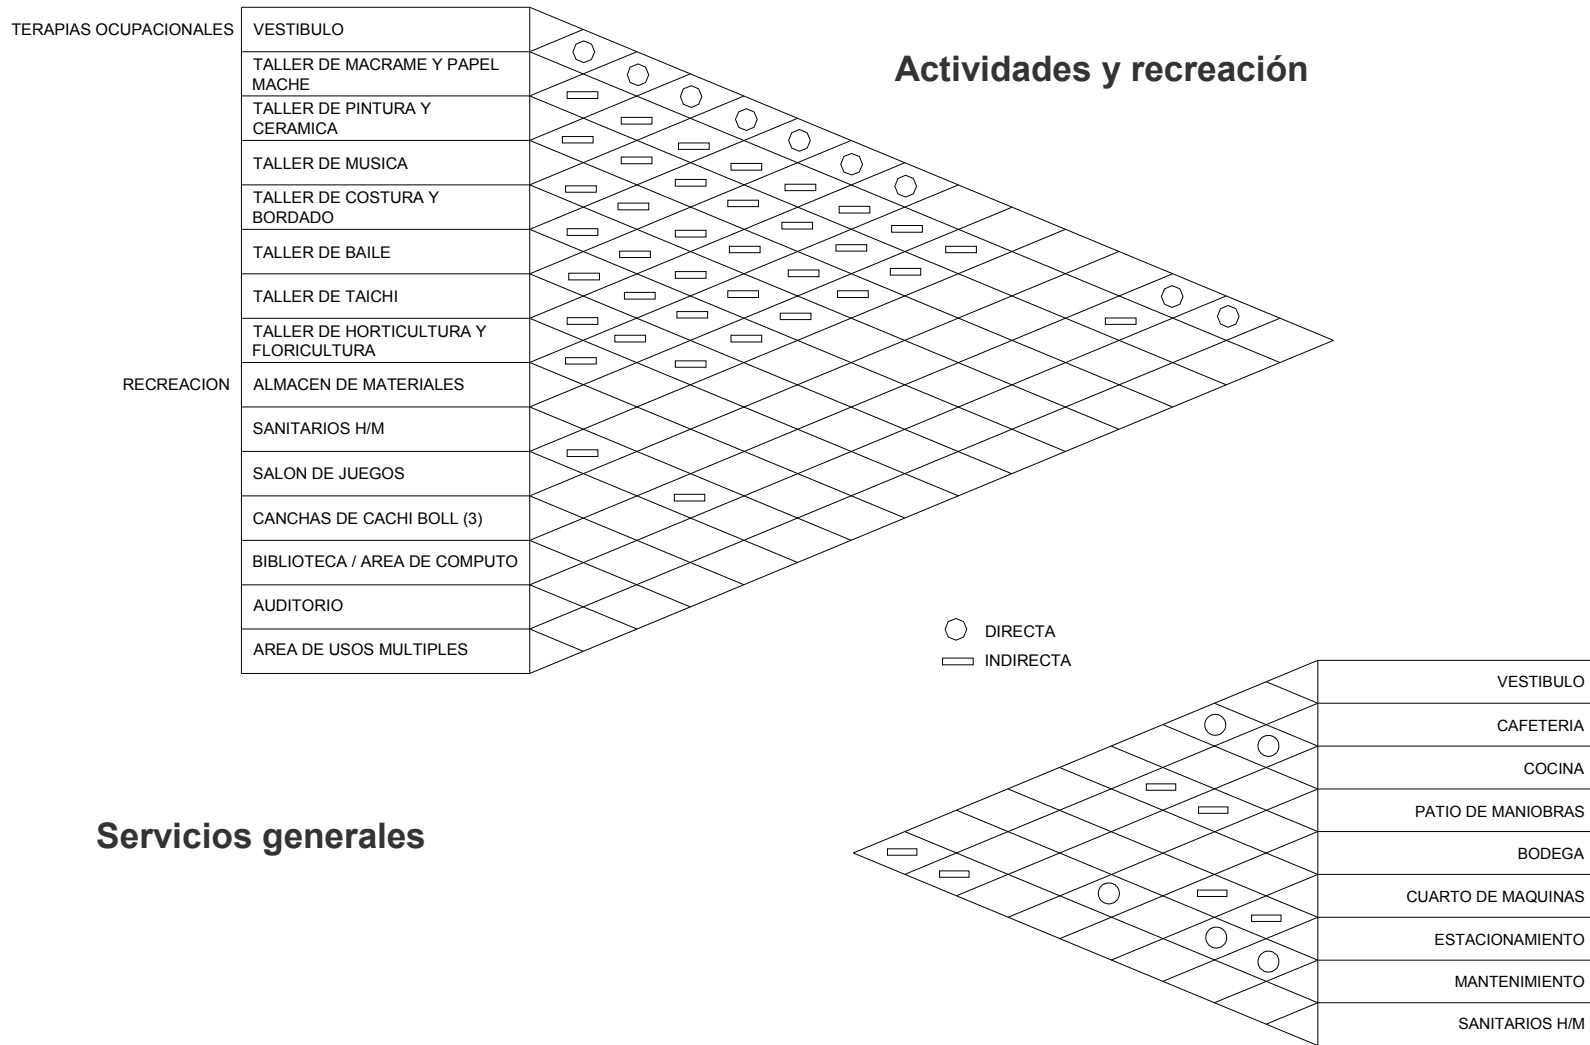 TERAPIAS OCUPACIONALES
VESTIBULO
Actividades y recreación
TALLER DE MACRAME Y PAPEL
MACHE
TALLER DE PINTURA Y
CERAMICA
TALLER DE MUSICA
TALLER DE COSTURA Y
BORDADO
TALLER DE BAILE
TALLER DE TAICHI
TALLER DE HORTICULTURA Y
FLORICULTURA
RECREACION
ALMACEN DE MATERIALES
SANITARIOS H/M
SALON DE JUEGOS
CANCHAS DE CACHI BOLL (3)
BIBLIOTECA / AREA DE COMPUTO
AUDITORIO
AREA DE USOS MULTIPLES
DIRECTA
INDIRECTA
Servicios generales
VESTIBULO
CAFETERIA
COCINA
PATIO DE MANIOBRAS
BODEGA
CUARTO DE MAQUINAS
ESTACIONAMIENTO
MANTENIMIENTO
SANITARIOS H/M